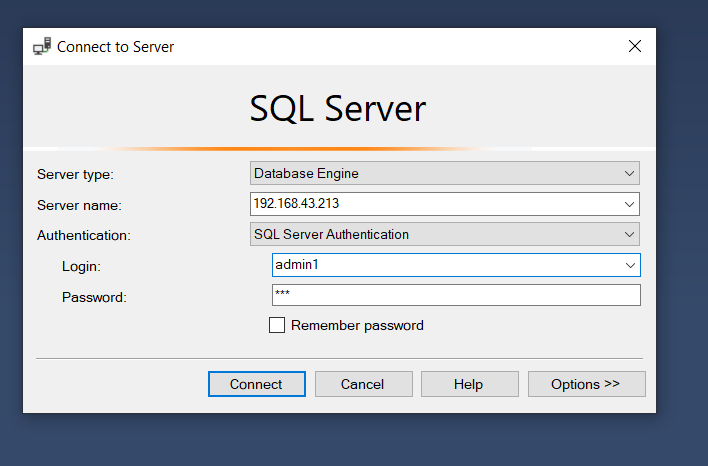 Connect to Server
SQL Server
Server type: Database Engine
Server name: 192.168.43.213
Authentication: SQL Server Authentication
Login: admin1
Password: ***
Remember password
Connect Cancel Help Options >>